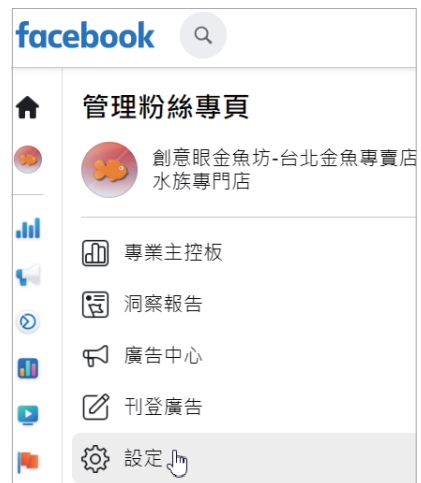 facebook
管理粉絲專頁
創意眼金魚坊-台北金魚專賣店
水族專門店
專業主控板
洞察報告
廣告中心
刊登廣告
設定